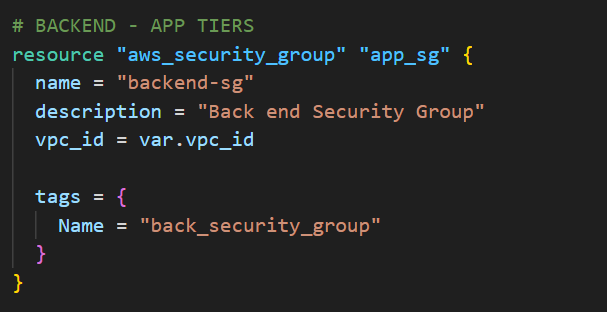 # BACKEND - APP TIERS
resource "aws_security_group" "app_sg" {
  name = "backend-sg"
  description = "Back end Security Group"
  vpc_id = var.vpc_id

  tags = {
    Name = "back_security_group"
  }
}